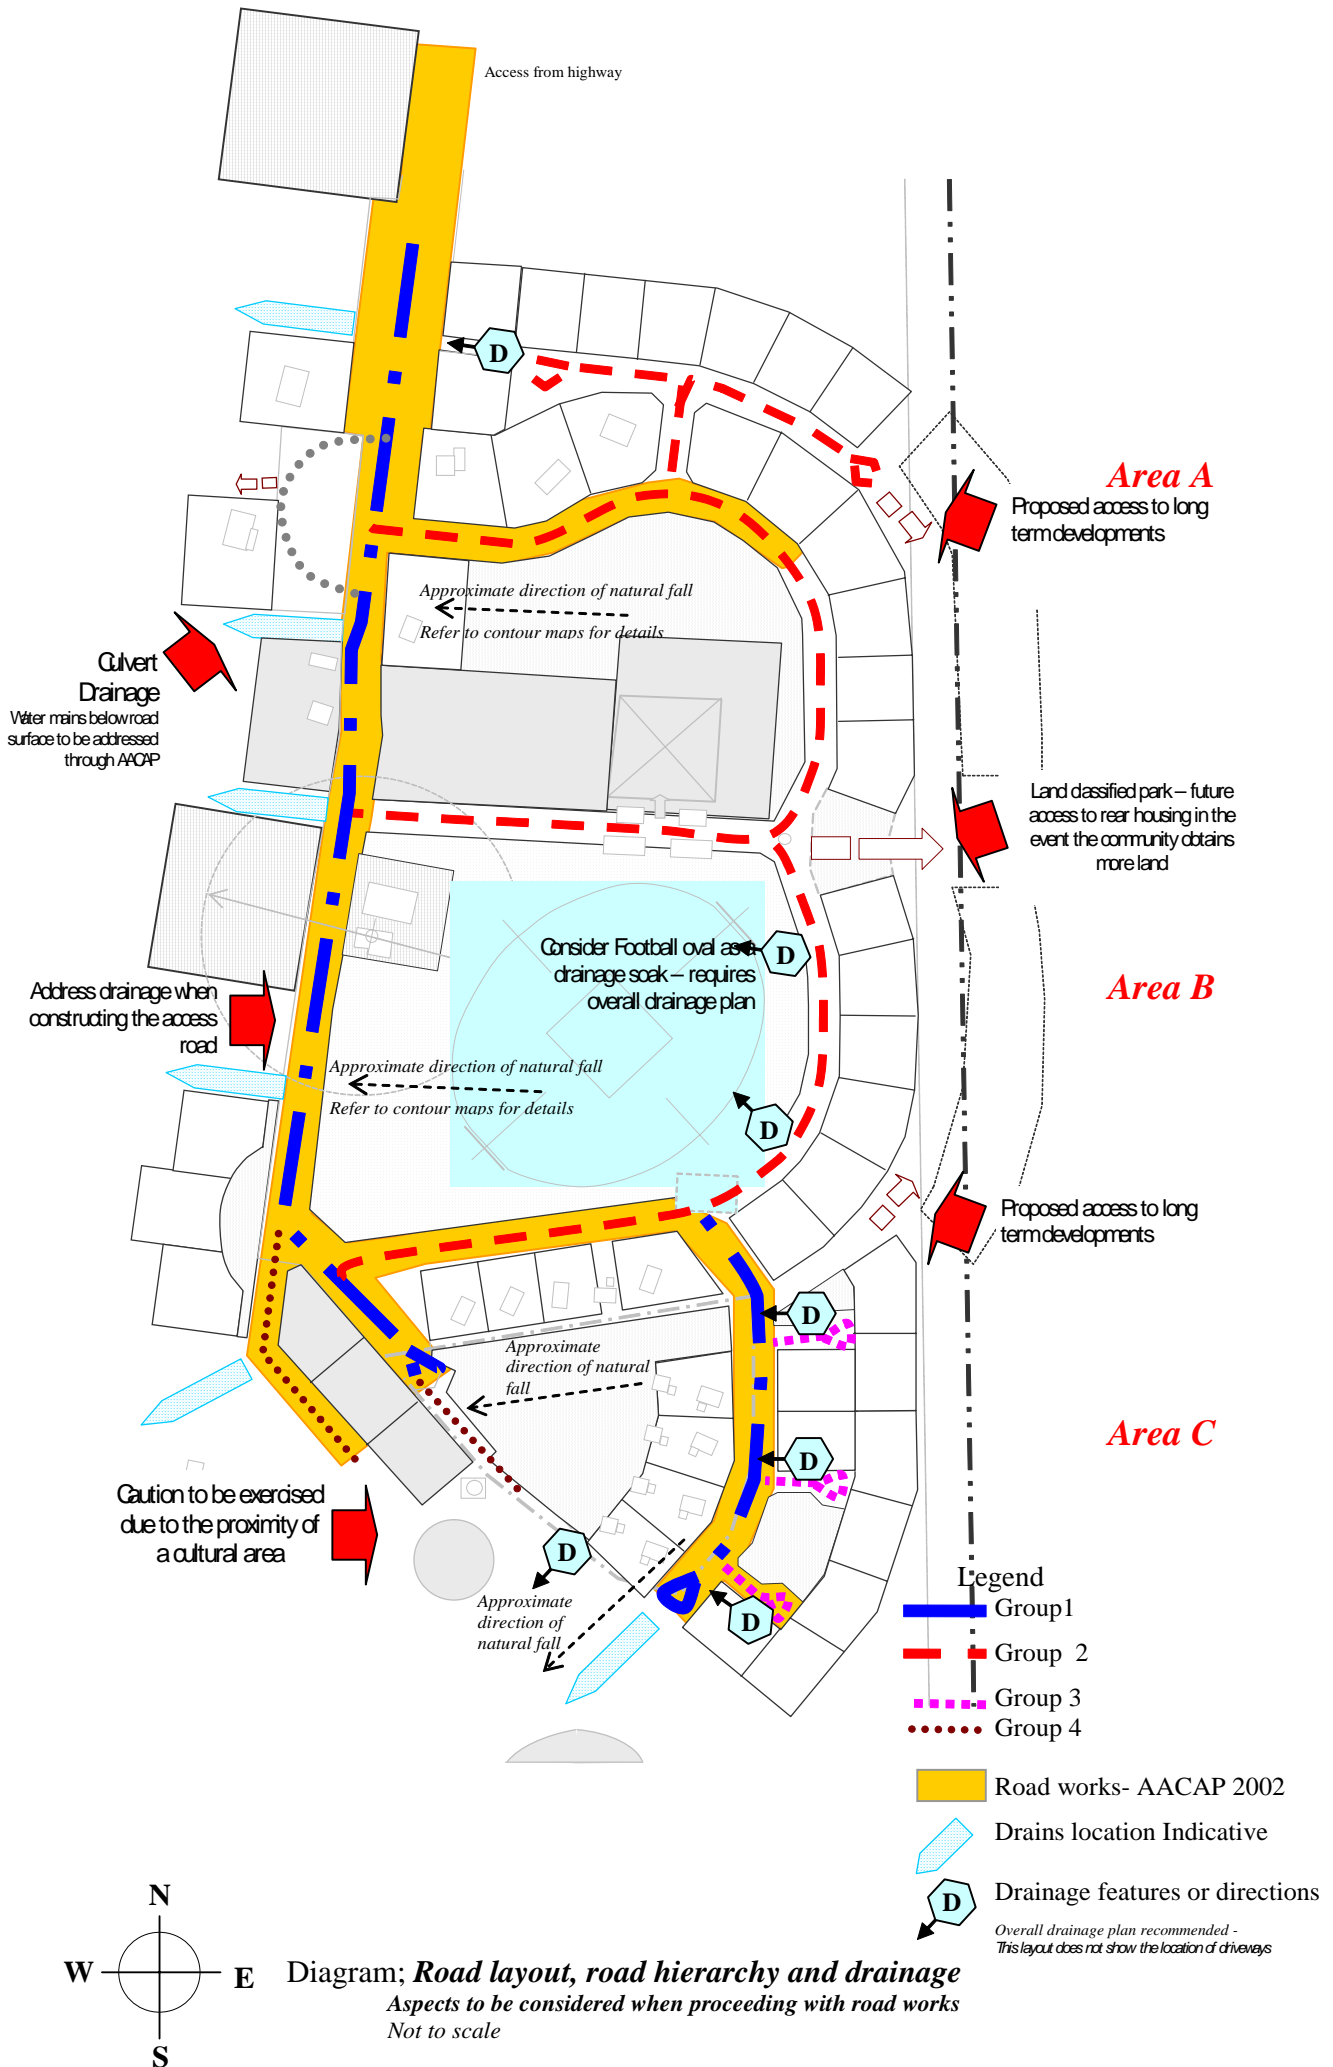 Access from highway
D
Area A
Proposed access to long
term developments
Approximate direction of natural fall
Refer to contour maps for details
Culvert
Drainage
Water mains below road
surface to be addressed
through AACAP
Land classified park – future
access to rear housing in the
event the community obtains
more land
Consider Football oval as a
drainage soak – requires
overall drainage plan
D
Area B
Address drainage when
constructing the access
road
Approximate direction of natural fall
Refer to contour maps for details
D
Proposed access to long
term developments
D
Approximate
direction of natural
fall
Area C
D
Caution to be exercised
due to the proximity of
a cultural area
D
Approximate
direction of
natural fall
D
Legend
Group1
Group 2
Group 3
Group 4
Road works- AACAP 2002
Drains location Indicative
D
Drainage features or directions
Overall drainage plan recommended -
This layout does not show the location of driveways
N
W
E
S
Diagram; Road layout, road hierarchy and drainage
Aspects to be considered when proceeding with road works
Not to scale